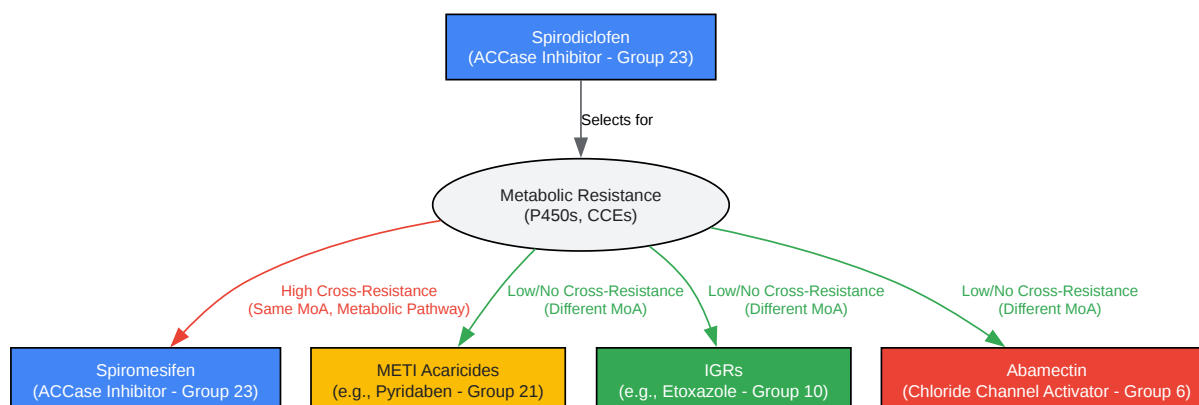 Spirodiclofen
(ACCase Inhibitor - Group 23)
Selects for
Metabolic Resistance
(P450s, CCEs)
High Cross-Resistance
(Same MoA, Metabolic Pathway)
Low/No Cross-Resistance
(Different MoA)
Low/No Cross-Resistance
(Different MoA)
Low/No Cross-Resistance
(Different MoA)
Spiromesifen
(ACCase Inhibitor - Group 23)
METI Acaricides
(e.g., Pyridaben - Group 21)
IGRs
(e.g., Etoxazole - Group 10)
Abamectin
(Chloride Channel Activator - Group 6)